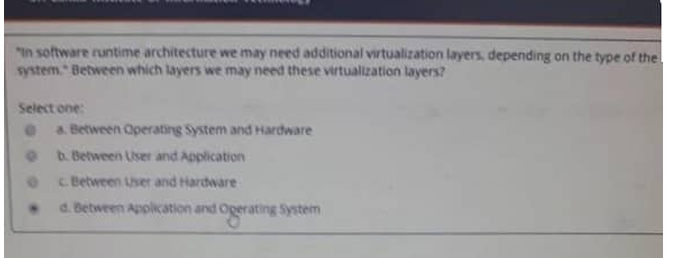 "In software runtime architecture we may need additional virtualization layers, depending on the type of the
system." Between which layers we may need these virtualization layers?
Select one:
a. Between Operating System and Hardware
b. Between User and Application
c. Between User and Hardware
d. Between Application and Operating System